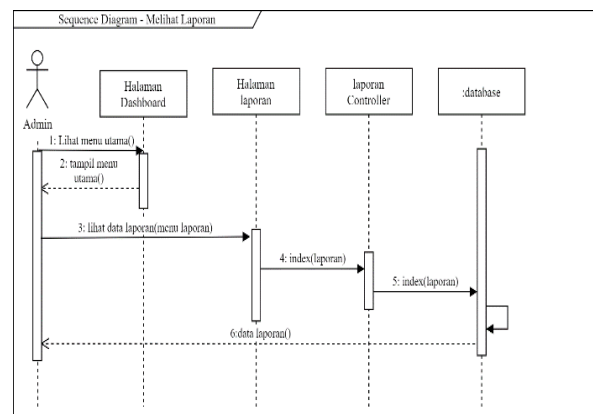 Sequence Diagram - Melihat Laporan
Halaman
Dashboard
Halaman
laporan
laporan
Controller
:database
Admin
1: Lihat menu utama()
2: tampil menu
utama()
3: lihat data laporan(menu laporan)
4: index(laporan)
5: index(laporan)
6:data laporan()